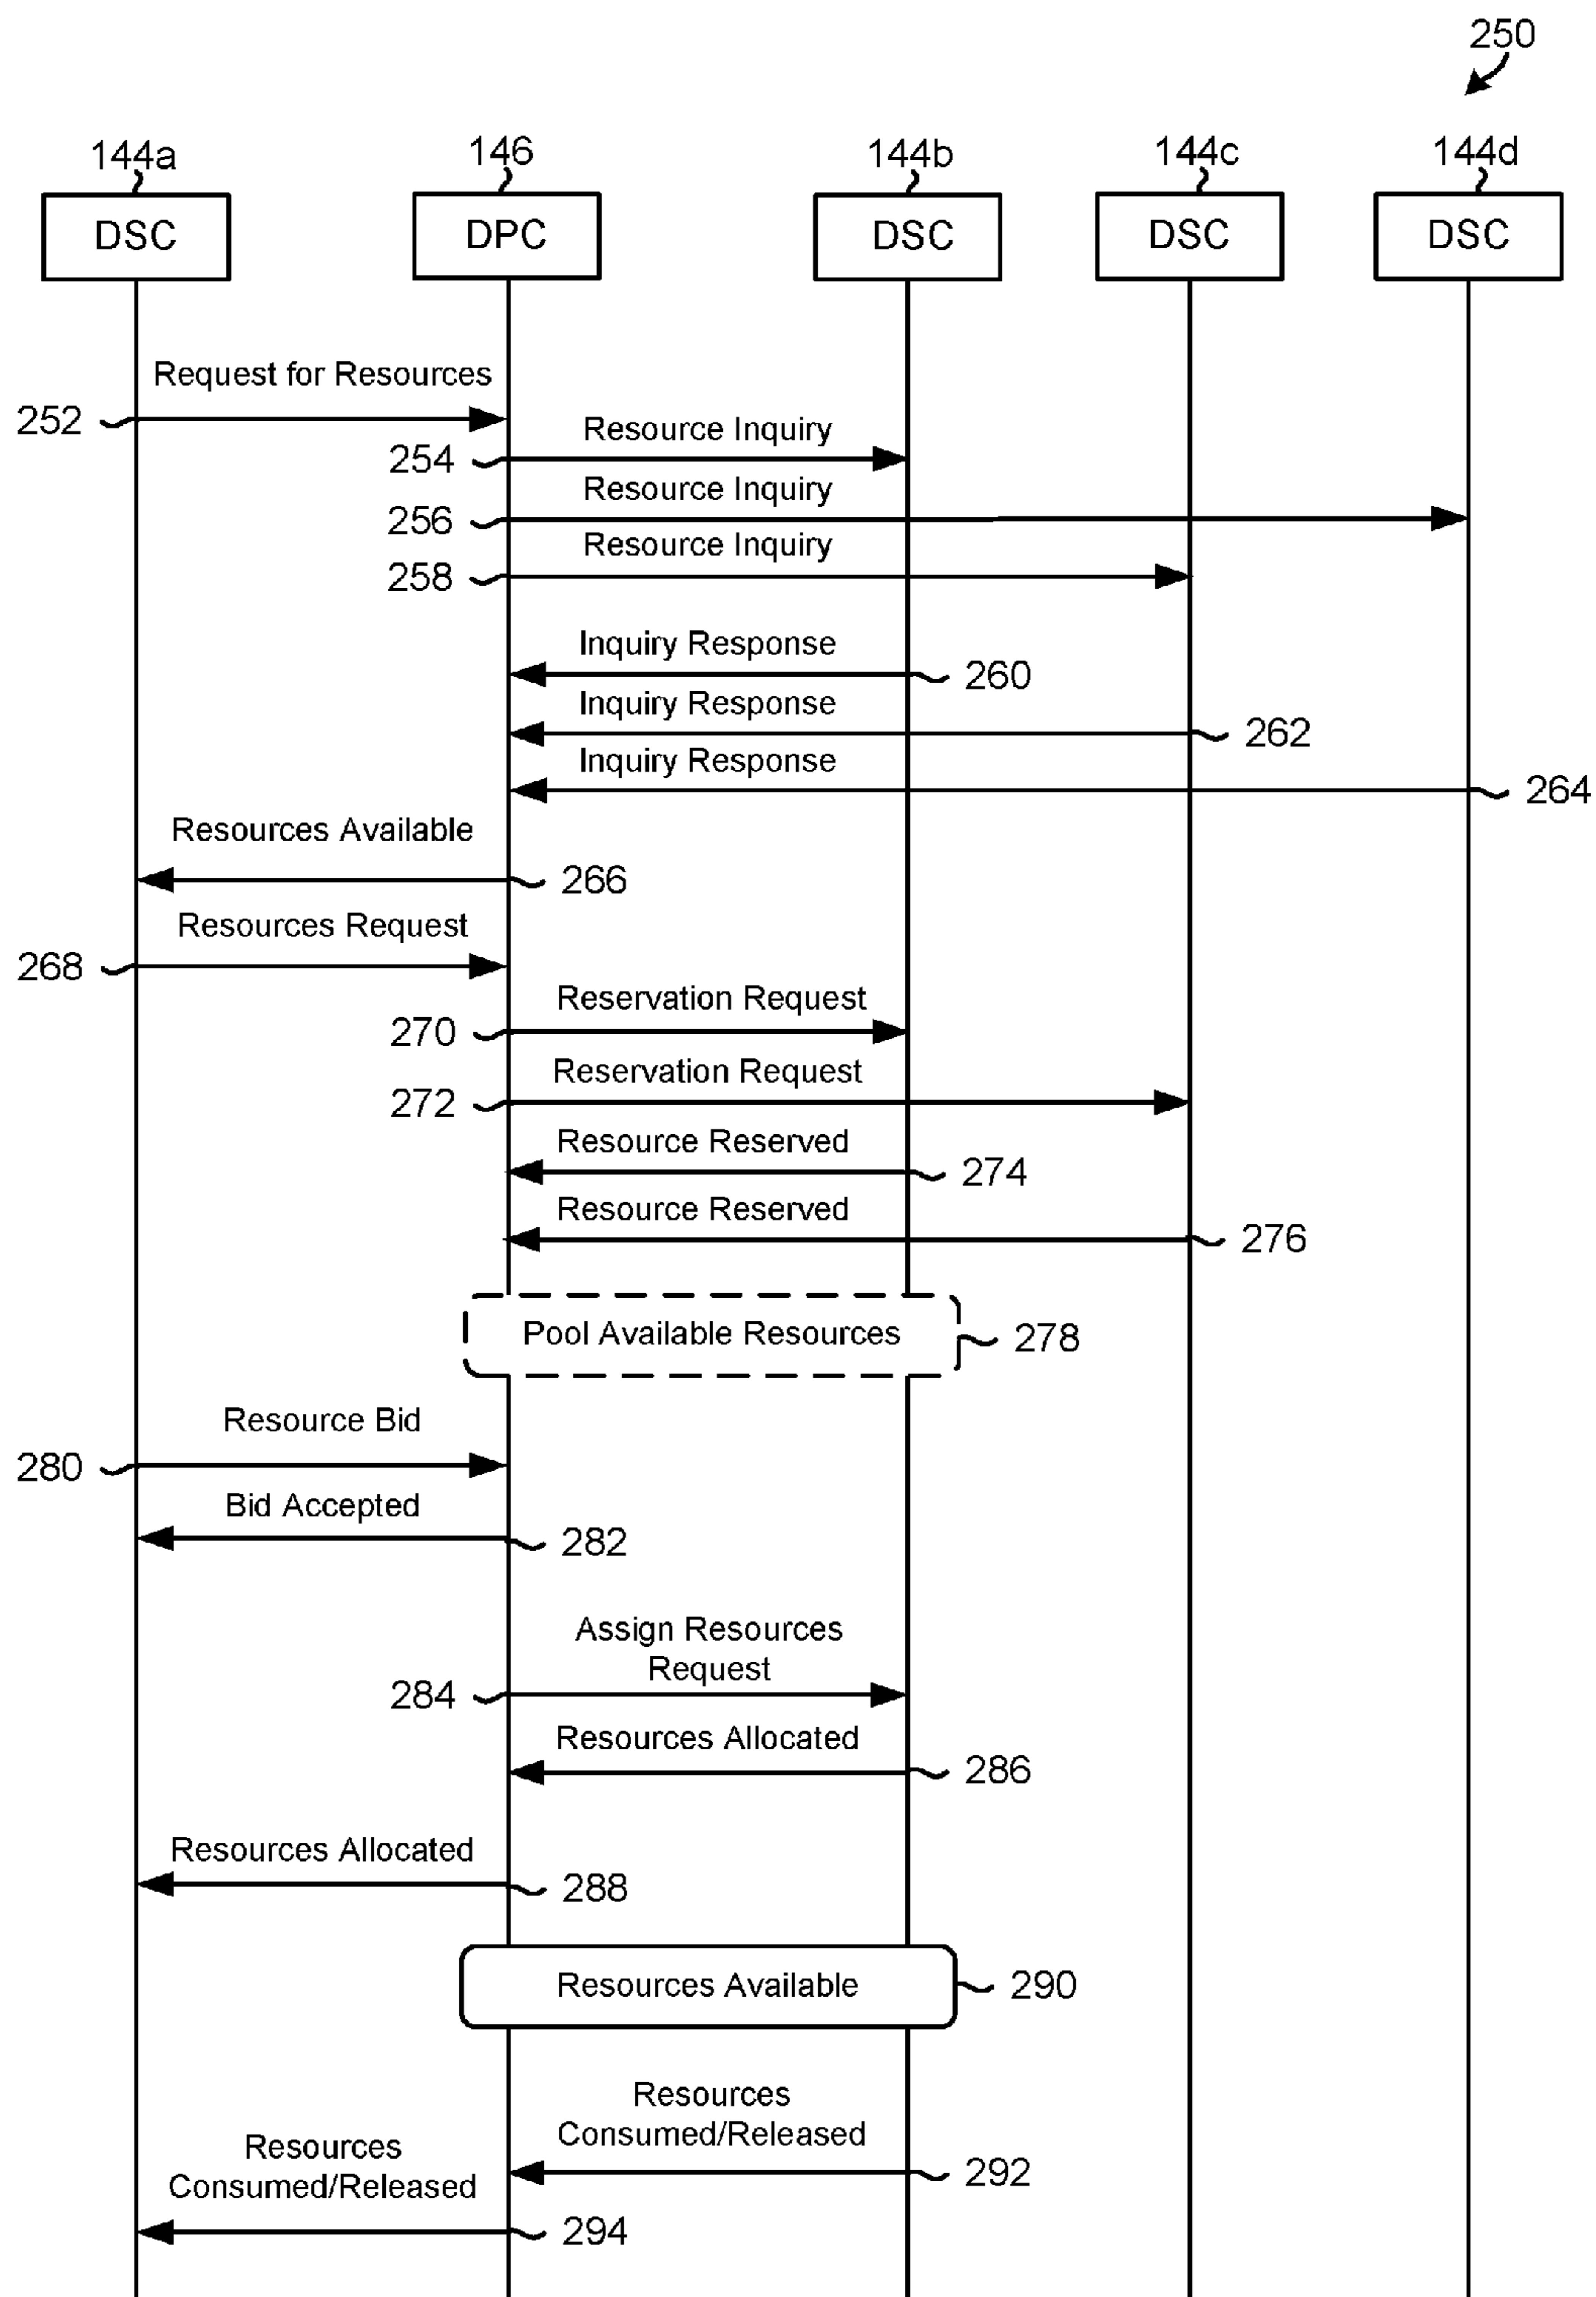 250
144a
146
144b
144c
144d
DSC
DPC
DSC
DSC
DSC
Request for Resources
252
Resource Inquiry
254
Resource Inquiry
256
Resource Inquiry
258
Inquiry Response
260
Inquiry Response
262
Inquiry Response
264
Resources Available
266
Resources Request
268
Reservation Request
270
Reservation Request
272
Resource Reserved
274
Resource Reserved
276
Pool Available Resources
278
Resource Bid
280
Bid Accepted
282
Assign Resources
Request
284
Resources Allocated
286
Resources Allocated
288
Resources Available
290
Resources
Consumed/Released
292
Resources
Consumed/Released
294